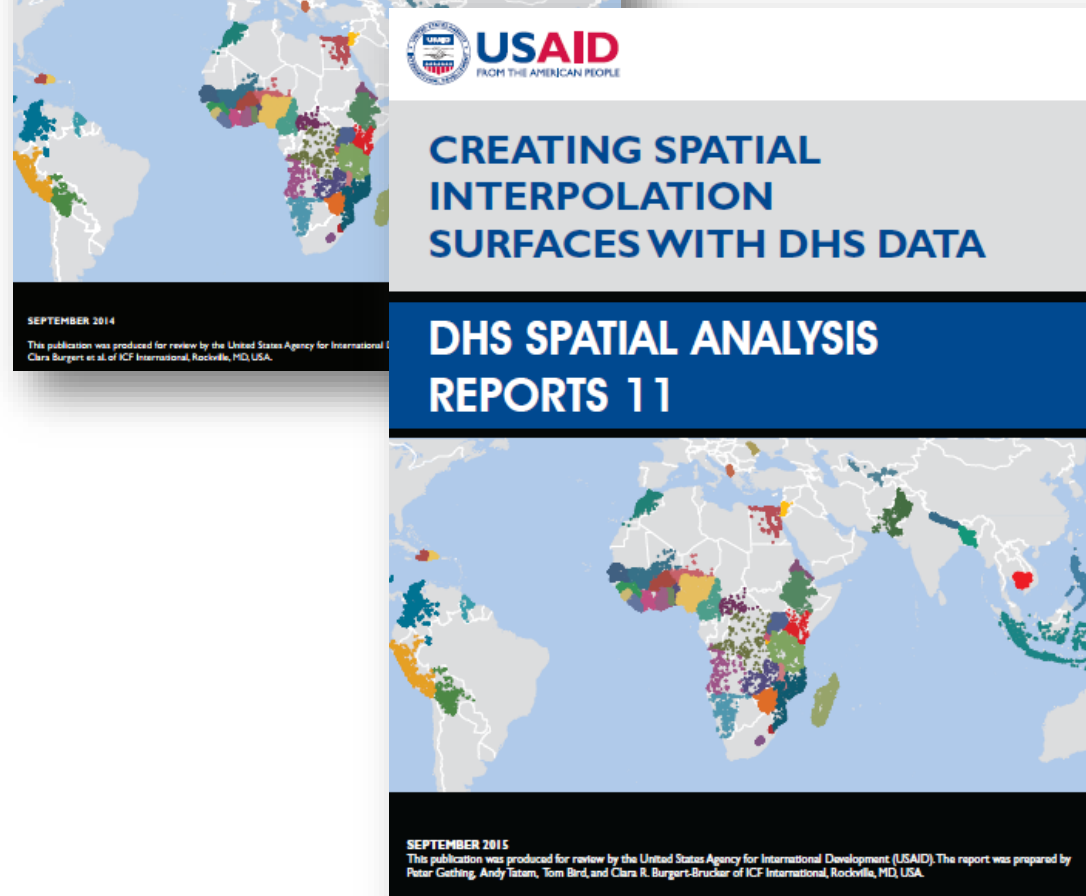 SEPTEMBER 2014
This publication was produced for review by the United States Agency for International
Clara Burgert et al. of ICF International, Rockville, MD, USA.
USAID
FROM THE AMERICAN PEOPLE
CREATING SPATIAL
INTERPOLATION
SURFACES WITH DHS DATA
DHS SPATIAL ANALYSIS
REPORTS 11
SEPTEMBER 2015
This publication was produced for review by the United States Agency for International Development (USAID). The report was prepared by
Peter Gething, Andy Tatem, Tom Bird, and Clara R. Burgert-Brucker of ICF International, Rockville, MD, USA.